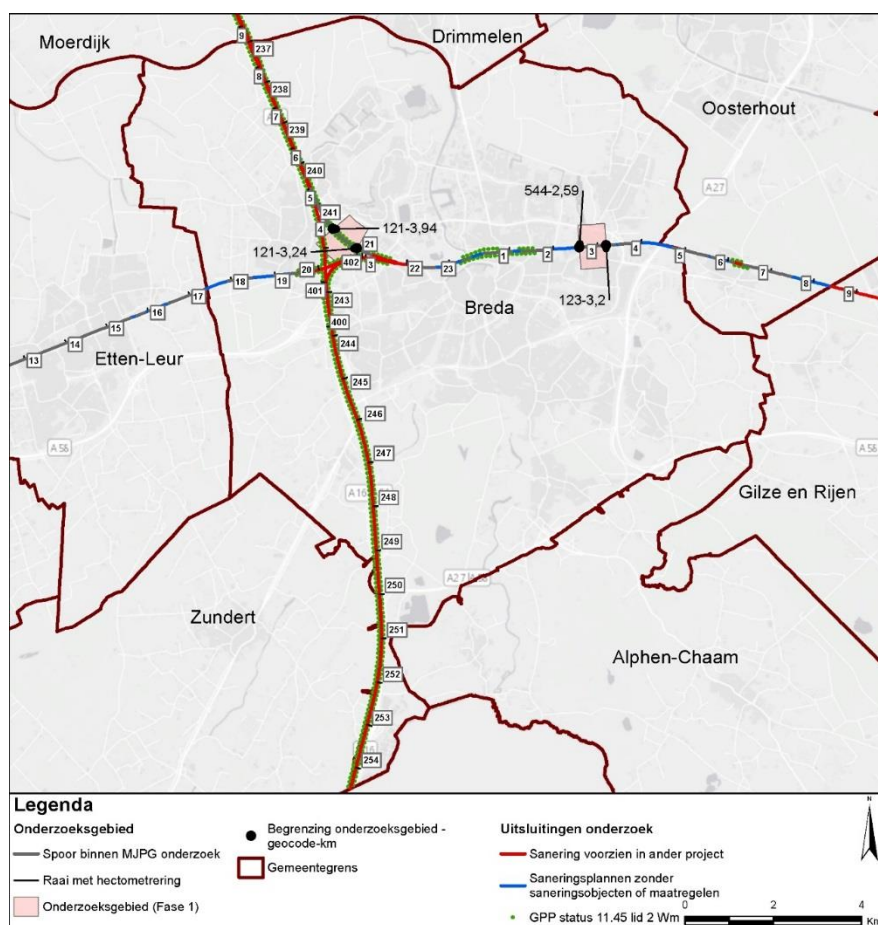 Moerdijk
Drimmelen
Oosterhout
9
237
8
238
7
239
6
240
5
241
4
A27
544-2,59
121-3,94
121-3,24
21
402
3
20
19
18
17
16
15
14
13
401
22
23
1
2
3
4
5
6
7
8
9
123-3,2
243
Breda
400
244
Etten-Leur
245
246
A58
A58
247
A16
248
Gilze en Rijen
249
250
Zundert
251
Alphen-Chaam
252
253
254
Legenda
Onderzoeksgebied
Spoor binnen MJPG onderzoek
Raai met hectometrering
Onderzoeksgebied (Fase 1)
Begrenzing onderzoeksgebied -
geocode-km
Gemeentegrens
Uitsluitingen onderzoek
Sanering voorzien in ander project
Saneringsplannen zonder
saneringsobjecten of maatregelen
GPP status 11.45 lid 2 Wm
N
0 2 4